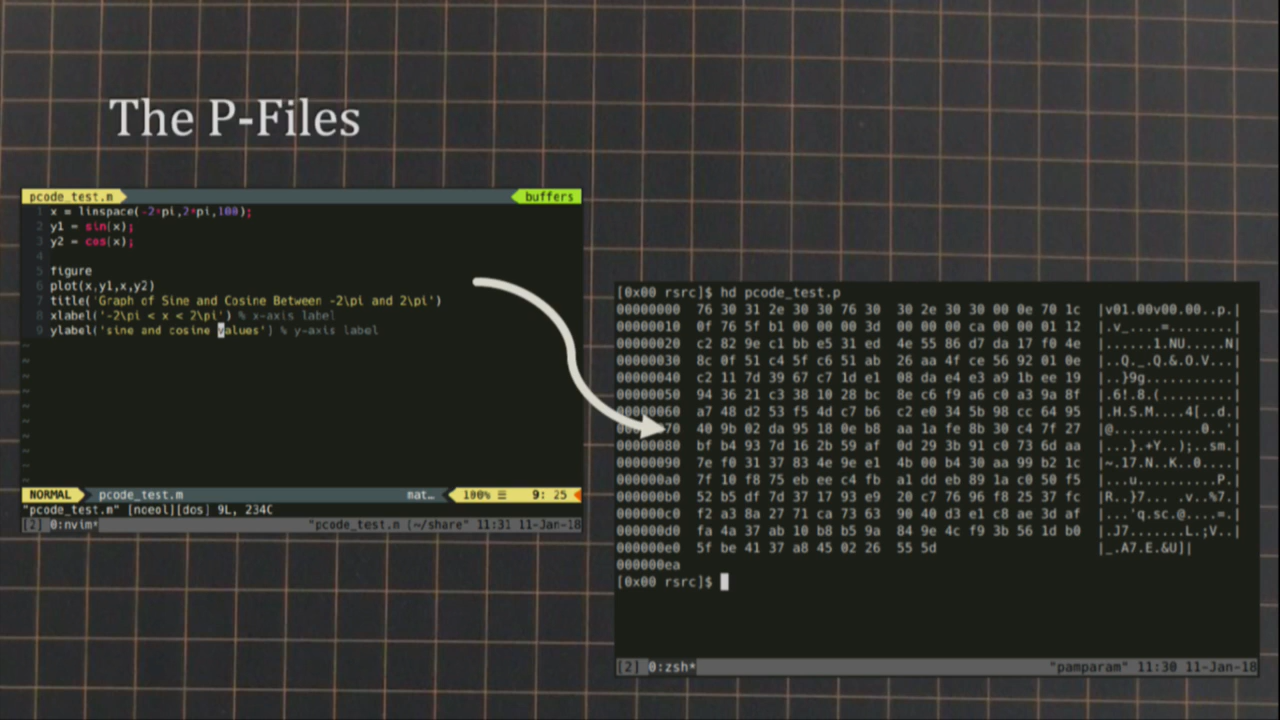 The P-Files
pcode_test.m buffers
1 x = linspace(-2*pi,2*pi,100);
2 y1 = sin(x);
3 y2 = cos(x);
4
5 figure
6 plot(x,y1,x,y2)
7 title('Graph of Sine and Cosine Between -2\pi and 2\pi')
8 xlabel('-2\pi < x < 2\pi') % x-axis label
9 ylabel('sine and cosine values') % y-axis label
~
~
~
~
~
~
~
~
~
NORMAL pcode_test.m mat… 100% ☰ 9: 25
"pcode_test.m" [noeol][dos] 9L, 234C
[2] 0:nvim* "pcode_test.m (~/share" 11:31 11-Jan-18
[0x00 rsrc]$ hd pcode_test.p
00000000 76 30 31 2e 30 30 76 30 30 2e 30 30 00 0e 70 1c |v01.00v00.00..p.|
00000010 0f 76 5f b1 00 00 00 3d 00 00 00 ca 00 00 01 12 |.v_....=........|
00000020 c2 82 9e c1 bb e5 31 ed 4e 55 86 d7 da 17 f0 4e |......1.NU.....N|
00000030 8c 0f 51 c4 5f c6 51 ab 26 aa 4f ce 56 92 01 0e |..Q._.Q.&.O.V...|
00000040 c2 11 7d 39 67 c7 1d e1 08 da e4 e3 a9 1b ee 19 |..}9g...........|
00000050 94 36 21 c3 38 10 28 bc 8e c6 f9 a6 c0 a3 9a 8f |.6!.8.(.........|
00000060 a7 48 d2 53 f5 4d c7 b6 c2 e0 34 5b 98 cc 64 95 |.H.S.M....4[..d.|
70 40 9b 02 da 95 18 0e b8 aa 1a fe 8b 30 c4 7f 27 |@...........0..'|
00000080 bf b4 93 7d 16 2b 59 af 0d 29 3b 91 c0 73 6d aa |...}.+Y..);..sm.|
00000090 7e f0 31 37 83 4e 9e e1 4b 00 b4 30 aa 99 b2 1c |~.17.N..K..0....|
000000a0 7f 10 f8 75 eb ee c4 fb a1 dd eb 89 1a c0 50 f5 |...u..........P.|
000000b0 52 b5 df 7d 37 17 93 e9 20 c7 76 96 f8 25 37 fc |R..}7... .v..%7.|
000000c0 f2 a3 8a 27 71 ca 73 63 90 40 d3 e1 c8 ae 3d af |...'q.sc.@....=.|
000000d0 fa 4a 37 ab 10 b8 b5 9a 84 9e 4c f9 3b 56 1d b0 |.J7.......L.;V..|
000000e0 5f be 41 37 a8 45 02 26 55 5d |_.A7.E.&U]|
000000ea
[0x00 rsrc]$
[2] 0:zsh* "pamparam" 11:30 11-Jan-18